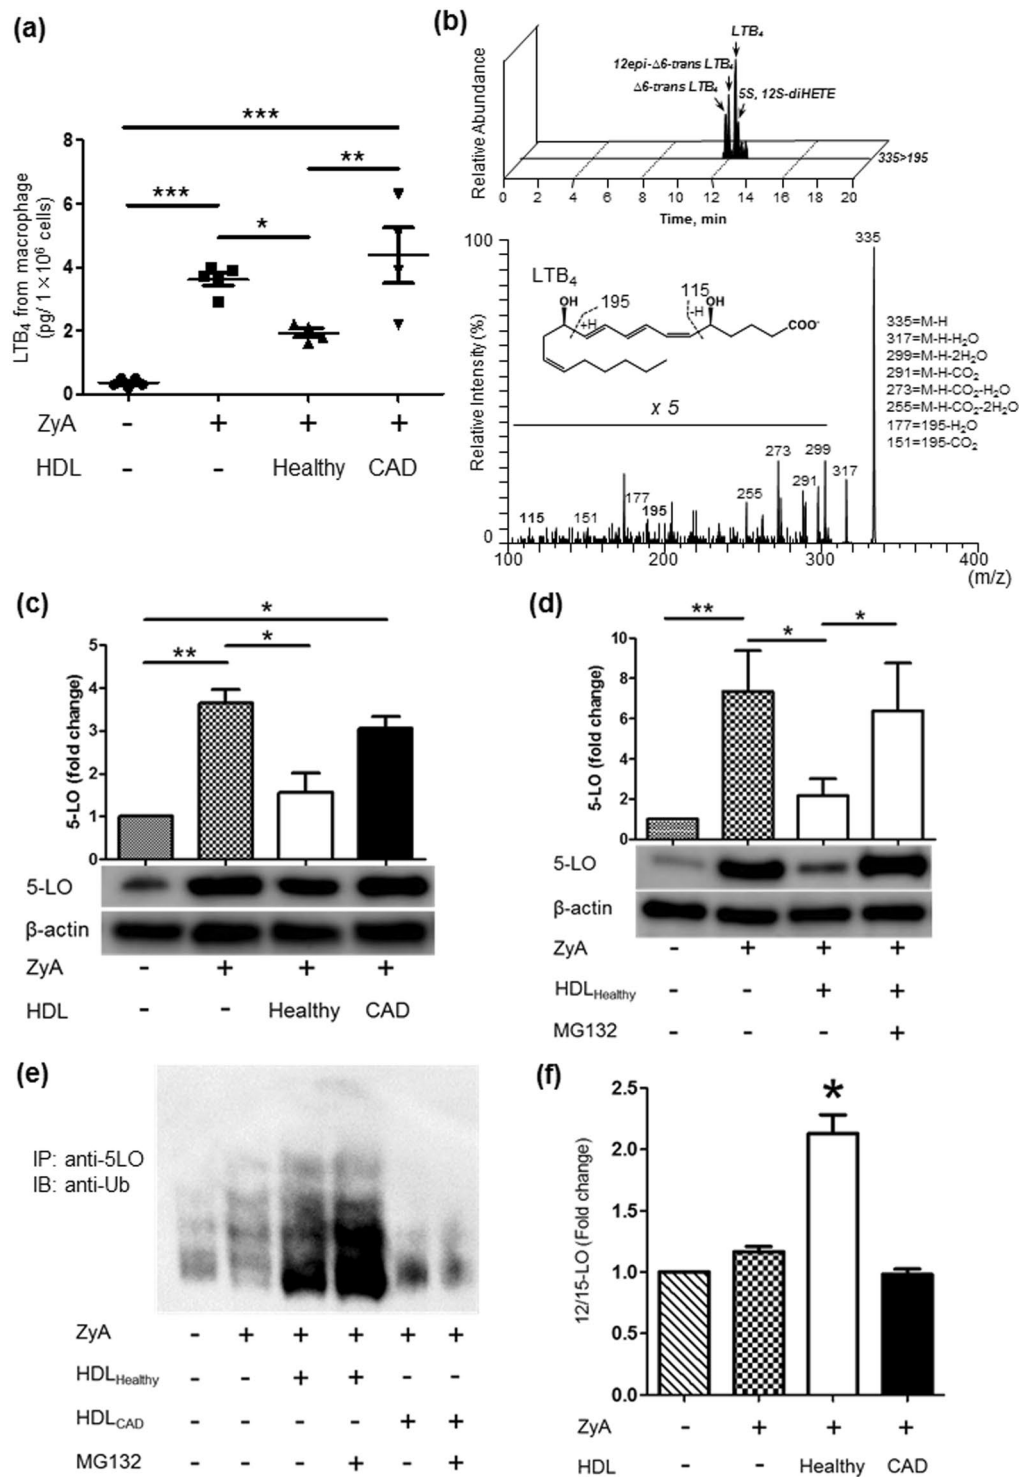 (a)
***
**
***
*
8
6
4
2
0
LTB₄ from macrophage
(pg/ 1 ×10⁶ cells)
ZyA - + + +
HDL - - Healthy CAD
(b)
LTB₄
12epi-Δ6-trans LTB₄
Δ6-trans LTB₄
5S, 12S-diHETE
Relative Abundance
335>195
0 2 4 6 8 10 12 14 16 18 20
Time, min
100
335
LTB₄
195
115
OH
+H
-H
OH
COO⁻
335=M-H
317=M-H-H₂O
299=M-H-2H₂O
291=M-H-CO₂
273=M-H-CO₂-H₂O
255=M-H-CO₂-2H₂O
177=195-H₂O
151=195-CO₂
Relative Intensity (%)
x 5
273
299
291
317
255
177
195
115
151
0
100 200 300 400
(m/z)
(c)
*
**
*
5
4
3
2
1
0
5-LO (fold change)
5-LO
β-actin
ZyA - + + +
HDL - - Healthy CAD
(d)
**
*
*
10
8
6
4
2
0
5-LO (fold change)
5-LO
β-actin
ZyA - + + +
HDL_Healthy - - + +
MG132 - - - +
(e)
IP: anti-5LO
IB: anti-Ub
ZyA - + + + + +
HDL_Healthy - - + + - -
HDL_CAD - - - - + +
MG132 - - - + - +
(f)
*
2.5
2.0
1.5
1.0
0.5
0.0
12/15-LO (Fold change)
ZyA - + + +
HDL - - Healthy CAD